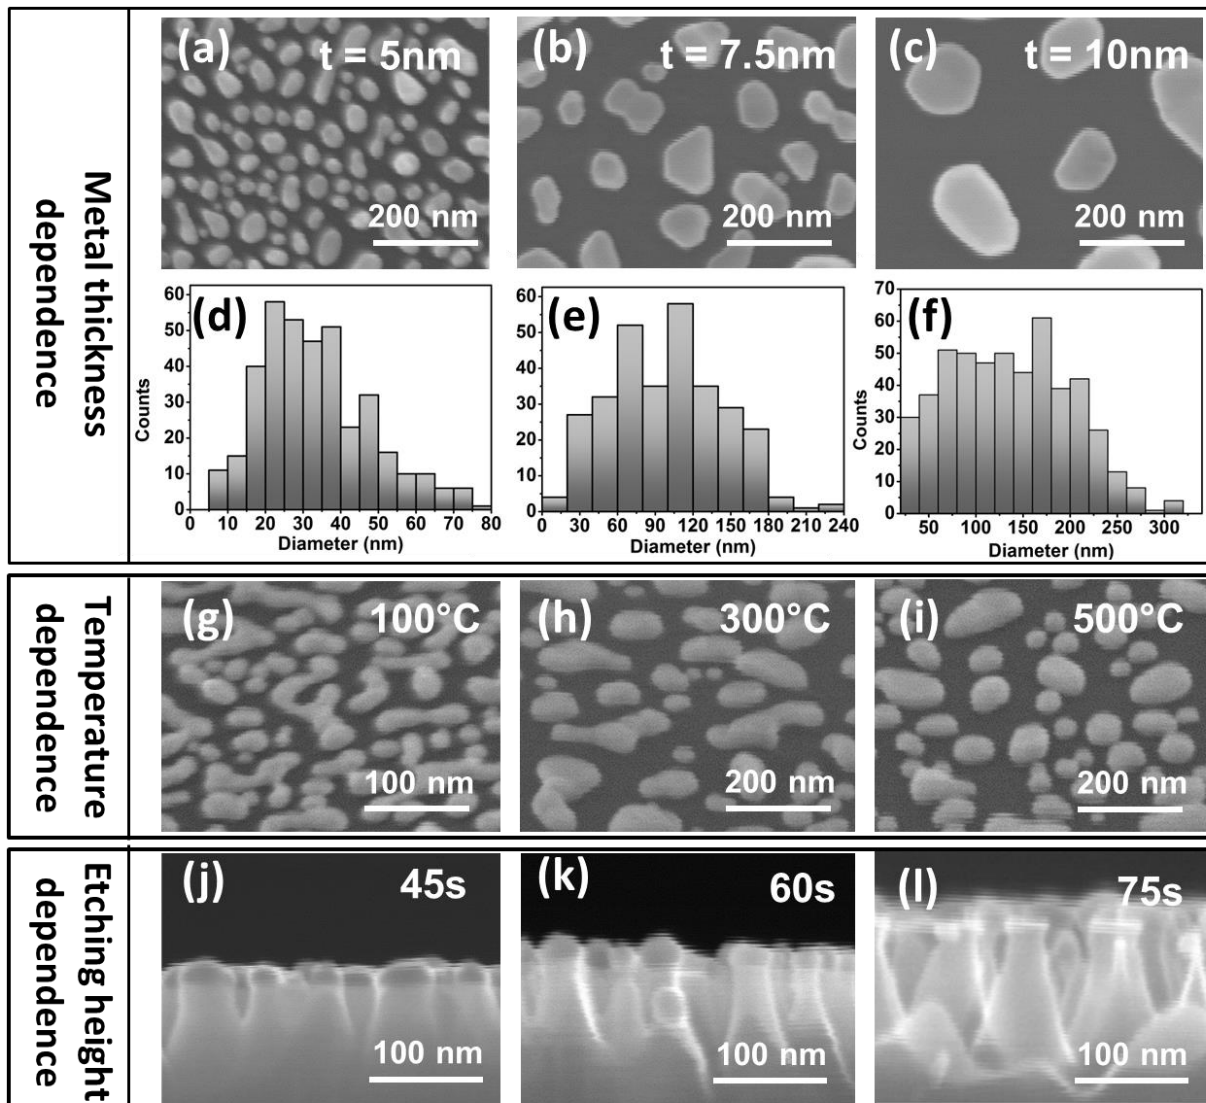 Metal thickness
dependence
(a) t = 5nm
200 nm
(b) t = 7.5nm
200 nm
(c) t = 10nm
200 nm
(d)
Counts
60
50
40
30
20
10
0
0 10 20 30 40 50 60 70 80
Diameter (nm)
(e)
60
50
40
30
20
10
0
0 30 60 90 120 150 180 210 240
Diameter (nm)
(f)
Counts
70
60
50
40
30
20
10
0
50 100 150 200 250 300
Diameter (nm)
Temperature
dependence
(g) 100°C
100 nm
(h) 300°C
200 nm
(i) 500°C
200 nm
Etching height
dependence
(j) 45s
100 nm
(k) 60s
100 nm
(l) 75s
100 nm